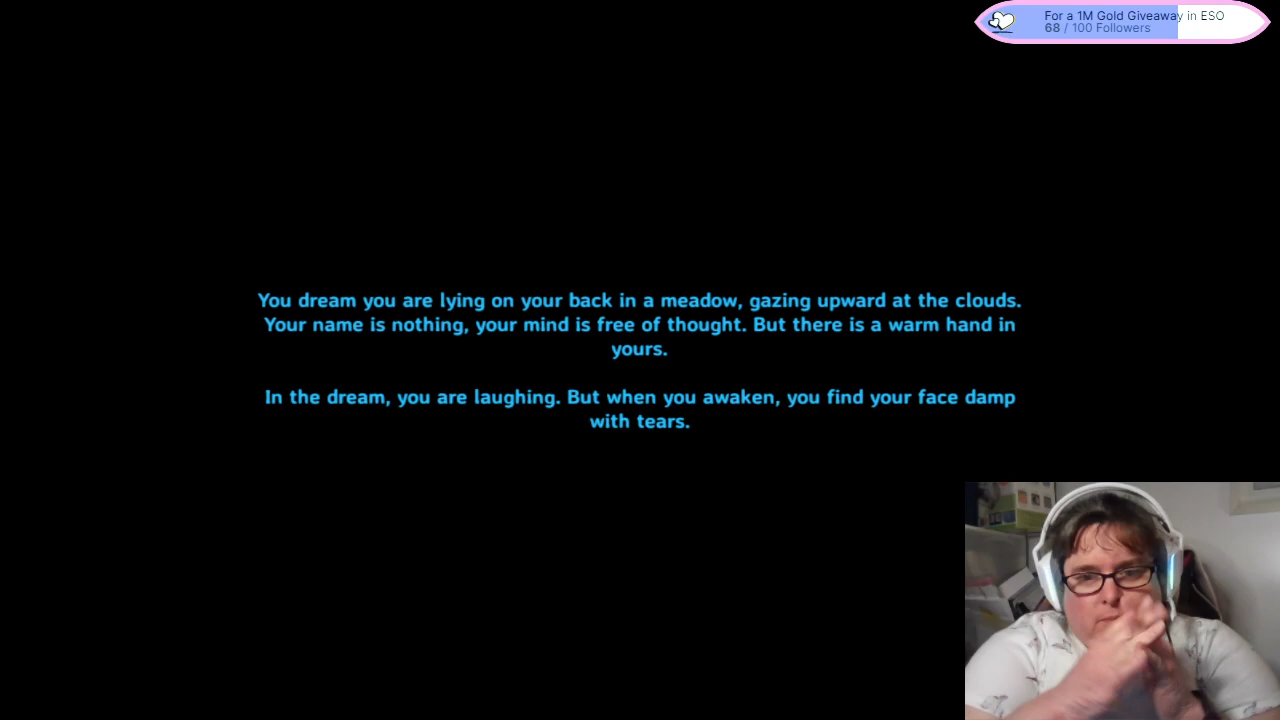 For a 1M Gold Giveaway in ESO
68 / 100 Followers
You dream you are lying on your back in a meadow, gazing upward at the clouds.
Your name is nothing, your mind is free of thought. But there is a warm hand in
yours.
In the dream, you are laughing. But when you awaken, you find your face damp
with tears.